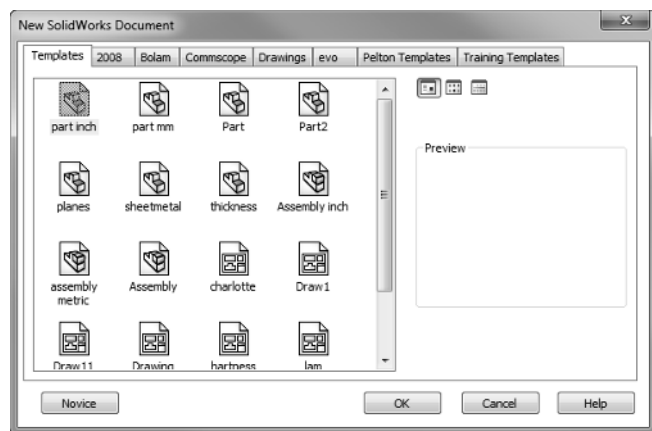 New SolidWorks Document
Templates 2008 Bolam Commscope Drawings evo Pelton Templates Training Templates
part inch part mm Part Part2
Preview
planes sheetmetal thickness Assembly inch
assembly metric Assembly charlotte Draw1
Draw11 Drawing hartness lam
Novice OK Cancel Help